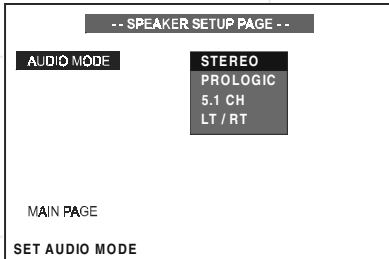 -- SPEAKER SETUP PAGE --
AUDIO MODE
STEREO
PROLOGIC
5.1 CH
LT / RT
MAIN PAGE
SET AUDIO MODE